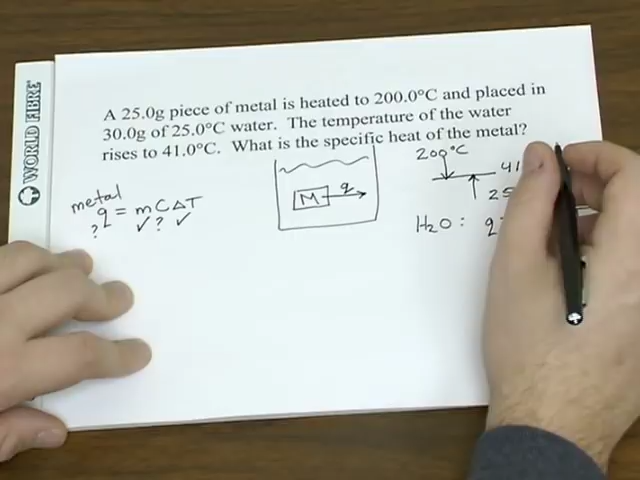 WORLD FIBRE
A 25.0g piece of metal is heated to 200.0°C and placed in
30.0g of 25.0°C water. The temperature of the water
rises to 41.0°C. What is the specific heat of the metal?
200°C
41
25
metal
q = mCΔT
? ✓ ? ✓
M q
H₂O : q